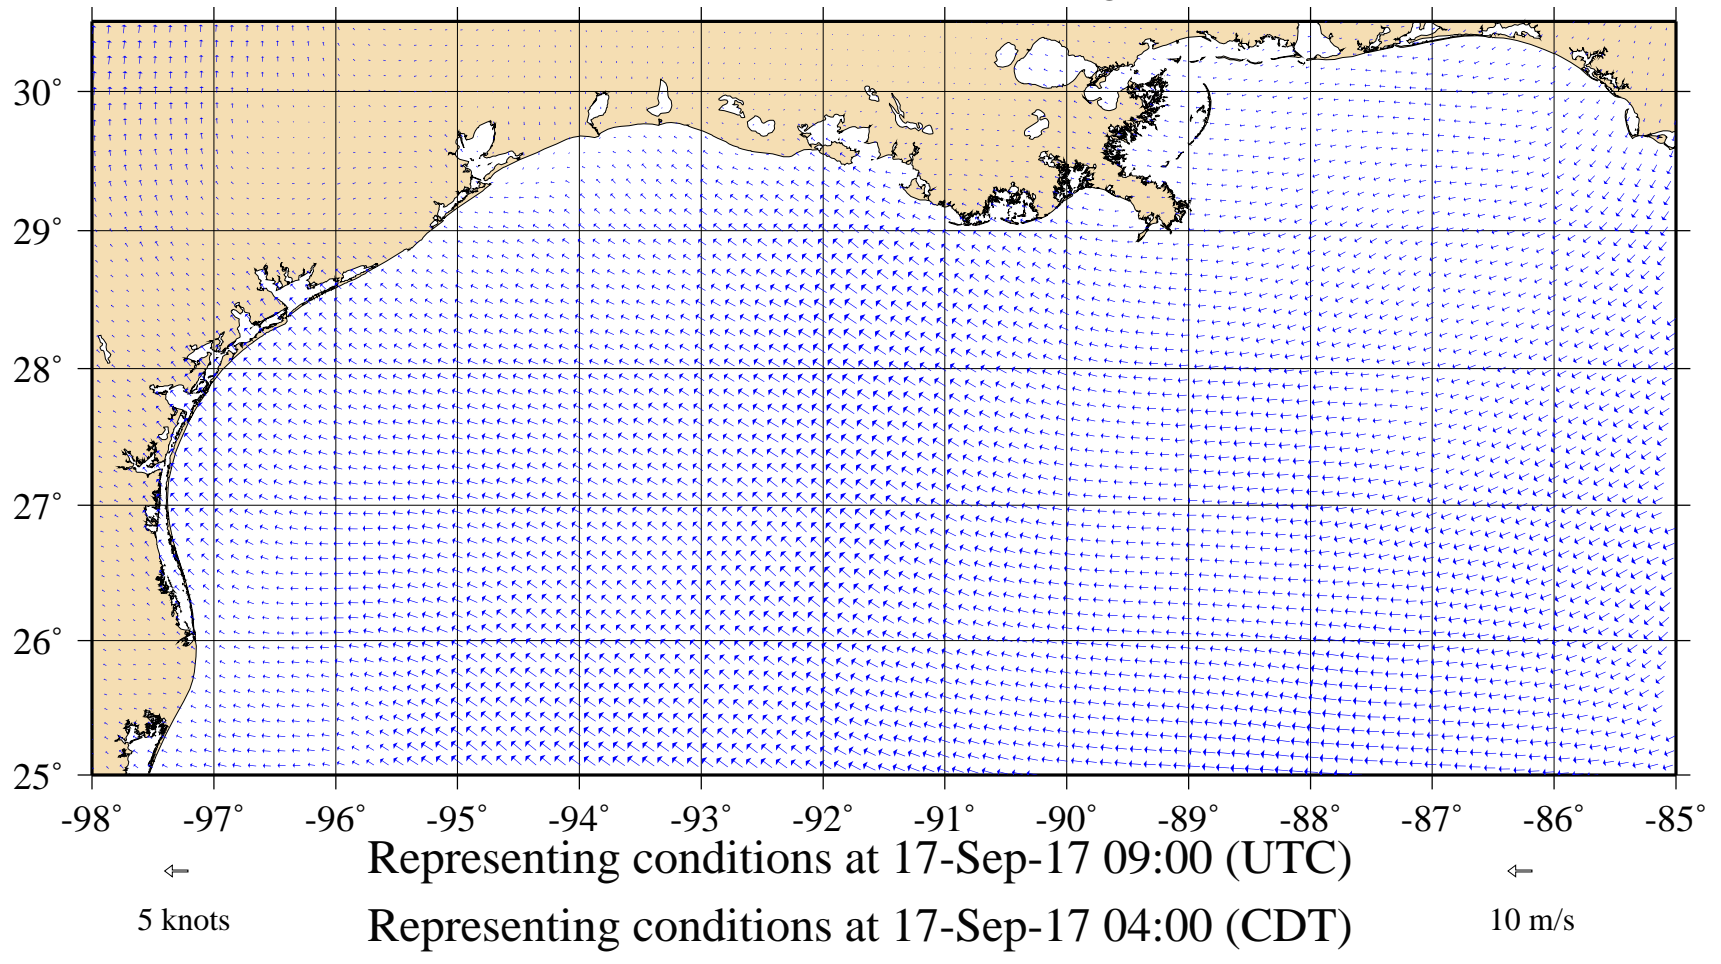 30°
29°
28°
27°
26°
25°
-98° -97° -96° -95° -94° -93° -92° -91° -90° -89° -88° -87° -86° -85°
Representing conditions at 17-Sep-17 09:00 (UTC)
5 knots
Representing conditions at 17-Sep-17 04:00 (CDT)
10 m/s